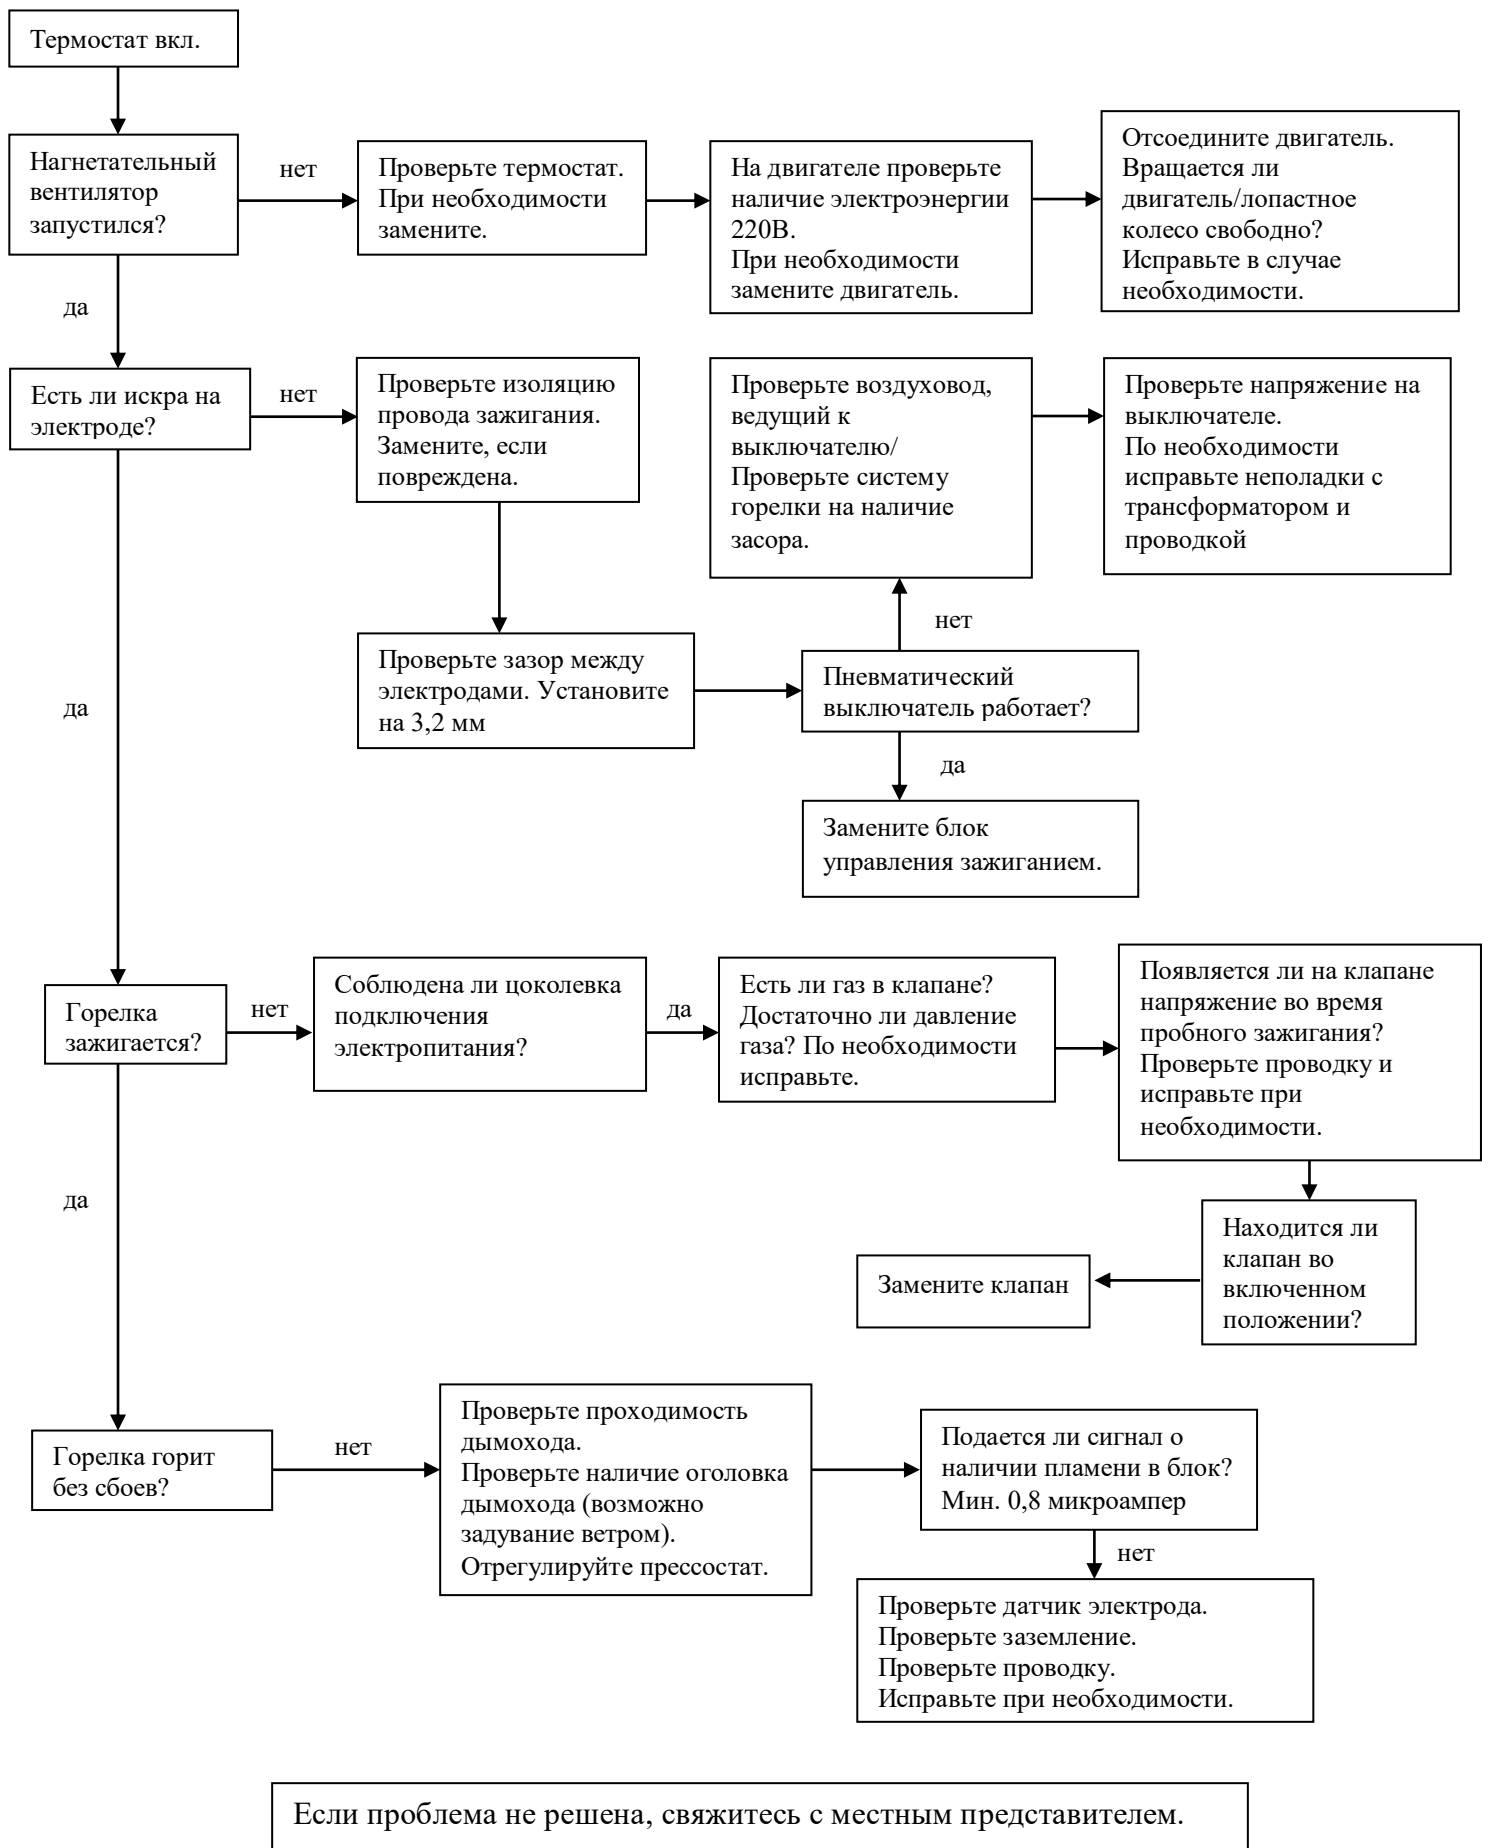 Термостат вкл.
Нагнетательный
вентилятор
запустился?
нет
Проверьте термостат.
При необходимости
замените.
На двигателе проверьте
наличие электроэнергии
220В.
При необходимости
замените двигатель.
Отсоедините двигатель.
Вращается ли
двигатель/лопастное
колесо свободно?
Исправьте в случае
необходимости.
да
Есть ли искра на
электроде?
нет
Проверьте изоляцию
провода зажигания.
Замените, если
повреждена.
Проверьте воздуховод,
ведущий к
выключателю/
Проверьте систему
горелки на наличие
засора.
Проверьте напряжение на
выключателе.
По необходимости
исправьте неполадки с
трансформатором и
проводкой
нет
Проверьте зазор между
электродами. Установите
на 3,2 мм
Пневматический
выключатель работает?
да
да
Замените блок
управления зажиганием.
Горелка
зажигается?
нет
Соблюдена ли цоколевка
подключения
электропитания?
да
Есть ли газ в клапане?
Достаточно ли давление
газа? По необходимости
исправьте.
Появляется ли на клапане
напряжение во время
пробного зажигания?
Проверьте проводку и
исправьте при
необходимости.
да
Находится ли
клапан во
включенном
положении?
Замените клапан
Горелка горит
без сбоев?
нет
Проверьте проходимость
дымохода.
Проверьте наличие оголовка
дымохода (возможно
задувание ветром).
Отрегулируйте прессостат.
Подается ли сигнал о
наличии пламени в блок?
Мин. 0,8 микроампер
нет
Проверьте датчик электрода.
Проверьте заземление.
Проверьте проводку.
Исправьте при необходимости.
Если проблема не решена, свяжитесь с местным представителем.